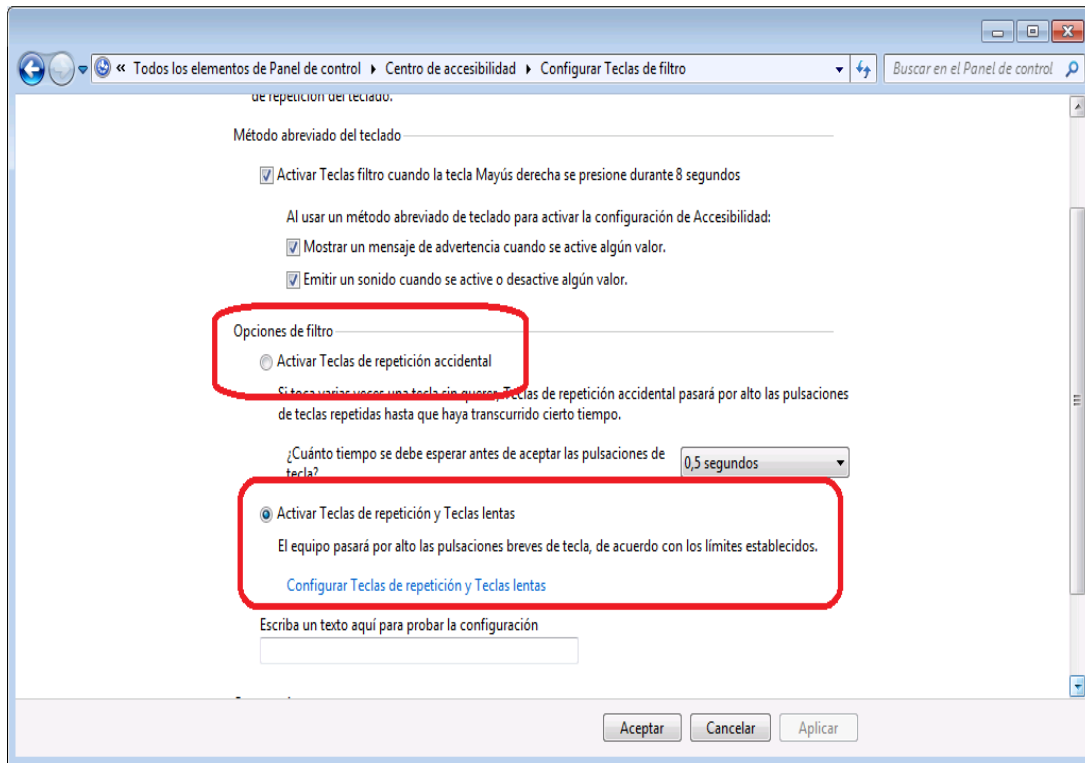 « Todos los elementos de Panel de control ▸ Centro de accesibilidad ▸ Configurar Teclas de filtro
Buscar en el Panel de control
de repetición del teclado.
Método abreviado del teclado
Activar Teclas filtro cuando la tecla Mayús derecha se presione durante 8 segundos
Al usar un método abreviado de teclado para activar la configuración de Accesibilidad:
Mostrar un mensaje de advertencia cuando se active algún valor.
Emitir un sonido cuando se active o desactive algún valor.
Opciones de filtro
Activar Teclas de repetición accidental
Si toca varias veces una tecla sin querer, Teclas de repetición accidental pasará por alto las pulsaciones
de teclas repetidas hasta que haya transcurrido cierto tiempo.
¿Cuánto tiempo se debe esperar antes de aceptar las pulsaciones de
tecla?
0,5 segundos
Activar Teclas de repetición y Teclas lentas
El equipo pasará por alto las pulsaciones breves de tecla, de acuerdo con los límites establecidos.
Configurar Teclas de repetición y Teclas lentas
Escriba un texto aquí para probar la configuración
Aceptar
Cancelar
Aplicar